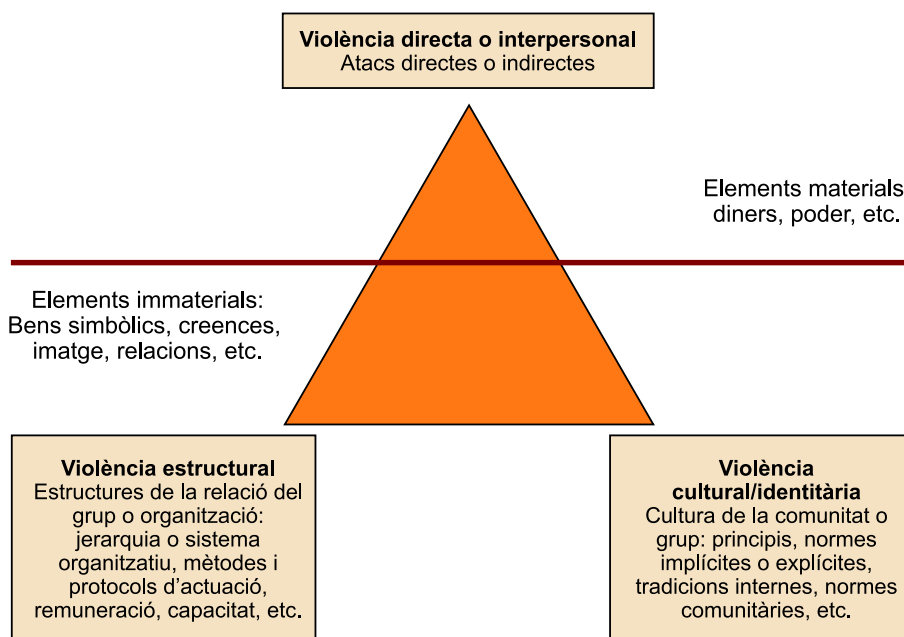 Violència directa o interpersonal
Atacs directes o indirectes
Elements materials
diners, poder, etc.
Elements immaterials:
Bens simbòlics, creences,
imatge, relacions, etc.
Violència estructural
Estructures de la relació del
grup o organització:
jerarquia o sistema
organitzatiu, mètodes i
protocols d’actuació,
remuneració, capacitat, etc.
Violència
cultural/identitària
Cultura de la comunitat o
grup: principis, normes
implícites o explícites,
tradicions internes, normes
comunitàries, etc.